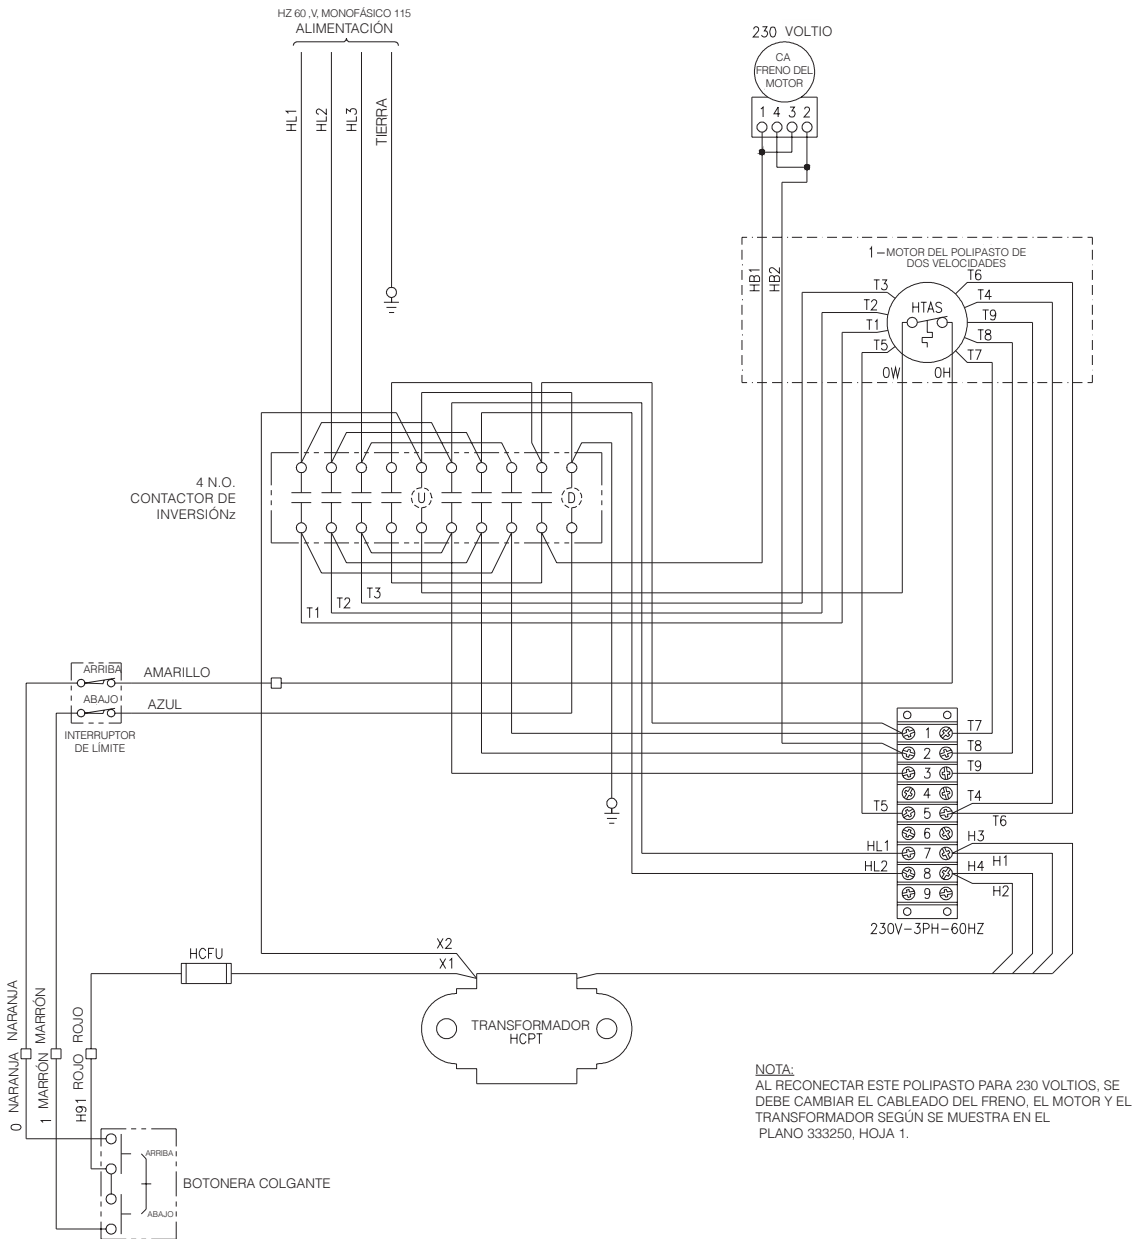 HZ 60 ,V, MONOFÁSICO 115
ALIMENTACIÓN
HL1
HL2
HL3
TIERRA
230 VOLTIO
CA
FRENO DEL
MOTOR
1 4 3 2
HB1
HB2
1-MOTOR DEL POLIPASTO DE
DOS VELOCIDADES
T3
T2
T1
T5
HTAS
T6
T4
T9
T8
T7
OW
OH
4 N.O.
CONTACTOR DE
INVERSIÓNz
U
D
T1
T2
T3
ARRIBA
AMARILLO
ABAJO
AZUL
INTERRUPTOR
DE LÍMITE
1
T7
2
T8
3
T9
4
T4
T5
5
T6
6
H3
HL1
7
H1
HL2
8
H4
H2
9
230V-3PH-60HZ
X2
X1
HCFU
TRANSFORMADOR
HCPT
0 NARANJA NARANJA
1 MARRÓN MARRÓN
H91 ROJO ROJO
ARRIBA
ABAJO
BOTONERA COLGANTE
NOTA:
AL RECONECTAR ESTE POLIPASTO PARA 230 VOLTIOS, SE
DEBE CAMBIAR EL CABLEADO DEL FRENO, EL MOTOR Y EL
TRANSFORMADOR SEGÚN SE MUESTRA EN EL
PLANO 333250, HOJA 1.